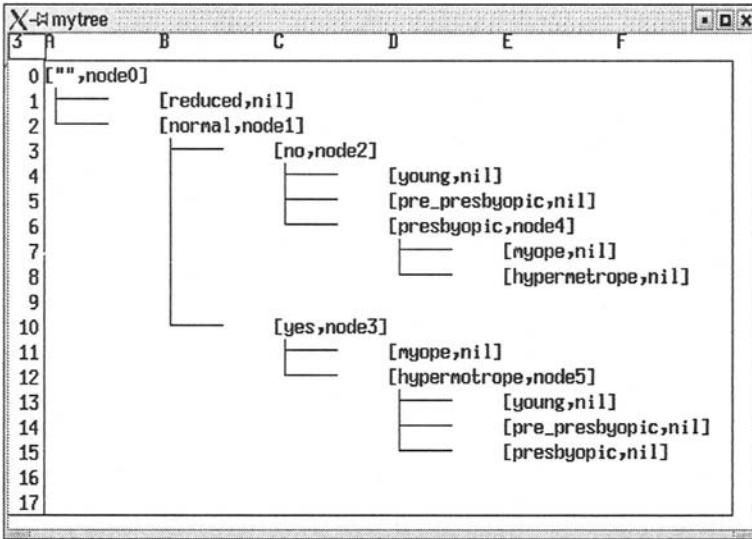 mytree
3 A B C D E F
0 ["",node0]
1 [reduced,nil]
2 [normal,node1]
3 [no,node2]
4 [young,nil]
5 [pre_presbyopic,nil]
6 [presbyopic,node4]
7 [myope,nil]
8 [hypermetrope,nil]
9
10 [yes,node3]
11 [myope,nil]
12 [hypermotrope,node5]
13 [young,nil]
14 [pre_presbyopic,nil]
15 [presbyopic,nil]
16
17